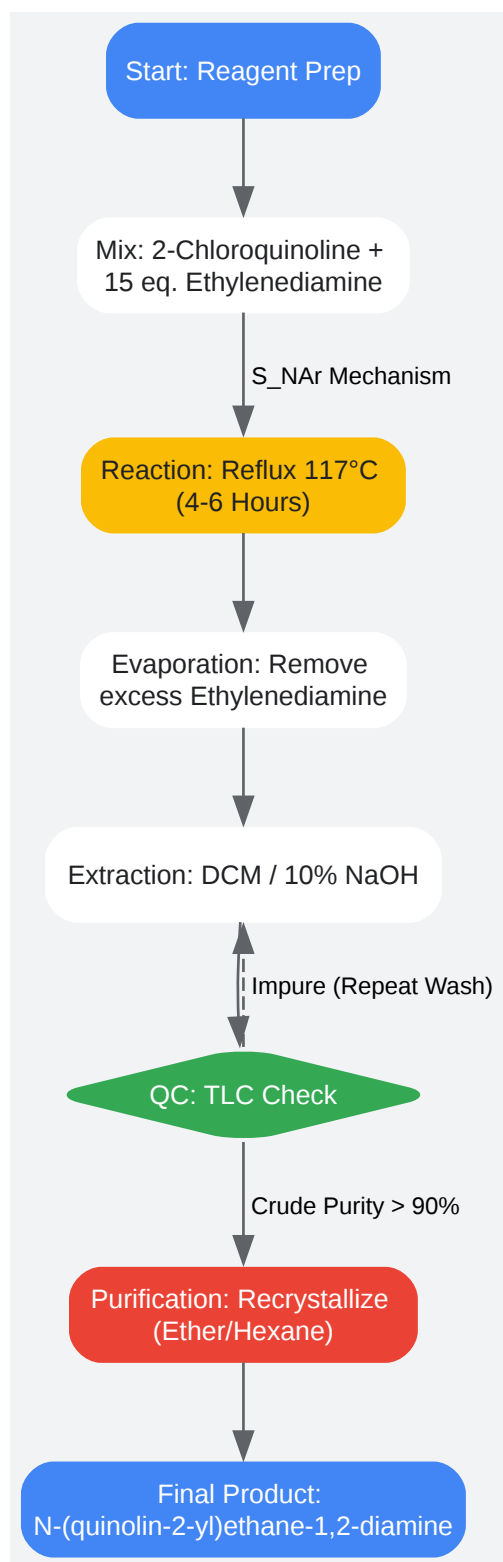 Start: Reagent Prep
Mix: 2-Chloroquinoline +
15 eq. Ethylenediamine
S_NAr Mechanism
Reaction: Reflux 117°C
(4-6 Hours)
Evaporation: Remove
excess Ethylenediamine
Extraction: DCM / 10% NaOH
Impure (Repeat Wash)
QC: TLC Check
Crude Purity > 90%
Purification: Recrystallize
(Ether/Hexane)
Final Product:
N-(quinolin-2-yl)ethane-1,2-diamine